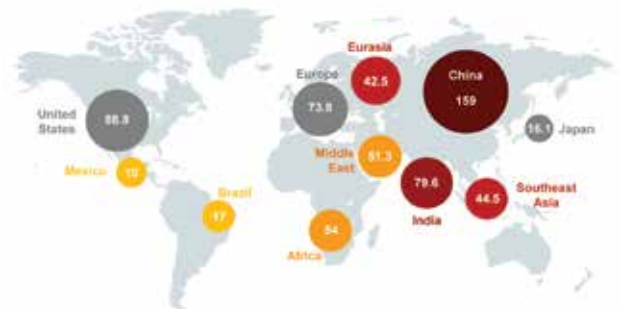 Eurasia
42.5
China
159
Europe
73.8
United
States
88.8
16.1 Japan
Middle
East
51.3
Mexico
10
79.6
India
Southeast
Asia
44.5
Brazil
17
54
Africa